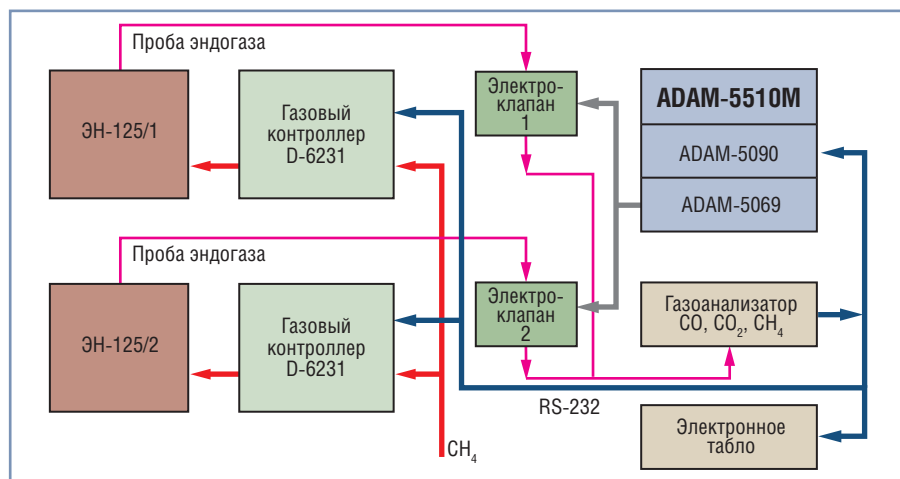 Проба эндогаза
ЭН-125/1
Газовый
контроллер
D-6231
Электро-
клапан
1
ADAM-5510M
ADAM-5090
ADAM-5069
Проба эндогаза
ЭН-125/2
Газовый
контроллер
D-6231
Электро-
клапан
2
Газоанализатор
CO, CO₂, CH₄
RS-232
Электронное
табло
CH₄